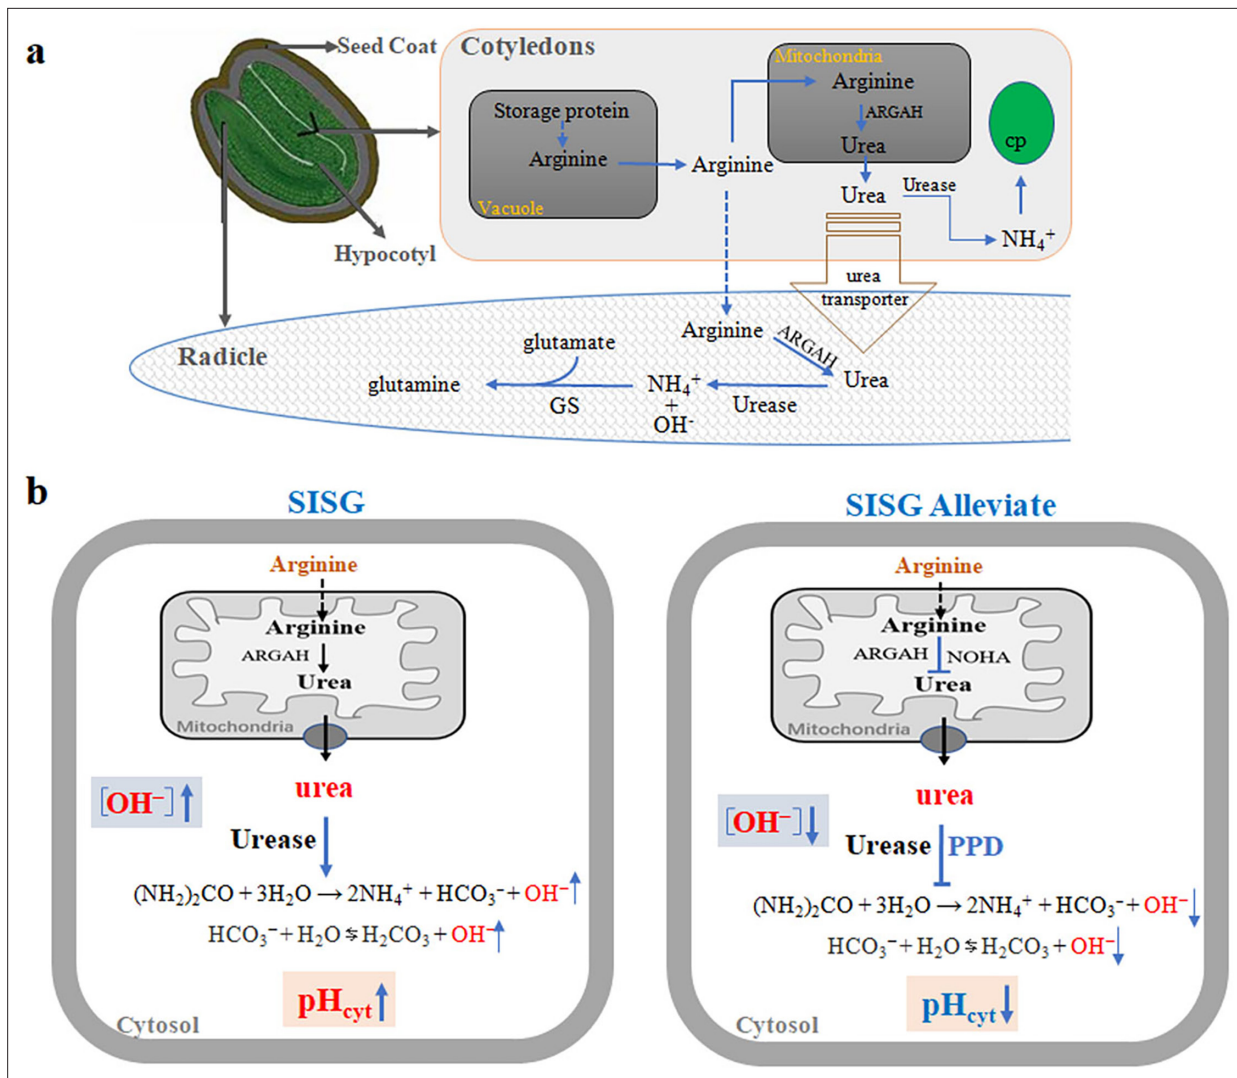 a
Seed Coat
Cotyledons
Mitochondria
Arginine
ARGAH
Urea
Storage protein
Arginine
Vacuole
Arginine
Urea
Urease
cp
NH₄⁺
Hypocotyl
urea
transporter
Radicle
Arginine
ARGAH
Urea
glutamate
glutamine
GS
NH₄⁺
+
OH⁻
Urease
b
SISG
Arginine
Arginine
ARGAH
Urea
Mitochondria
urea
[OH⁻]
Urease
(NH₂)₂CO + 3H₂O → 2NH₄⁺ + HCO₃⁻ + OH⁻
HCO₃⁻ + H₂O ⇋ H₂CO₃ + OH⁻
pHcyt
Cytosol
SISG Alleviate
Arginine
Arginine
ARGAH NOHA
Urea
Mitochondria
urea
[OH⁻]
Urease PPD
(NH₂)₂CO + 3H₂O → 2NH₄⁺ + HCO₃⁻ + OH⁻
HCO₃⁻ + H₂O ⇋ H₂CO₃ + OH⁻
pHcyt
Cytosol